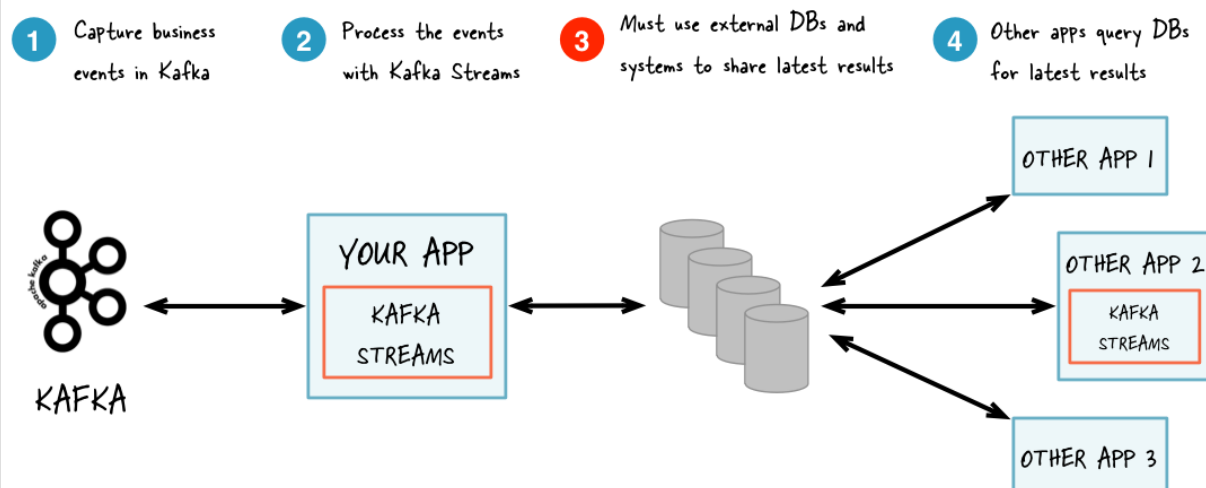 1
Capture business
events in Kafka
2
Process the events
with Kafka Streams
3
Must use external DBs and
systems to share latest results
4
Other apps query DBs
for latest results
apache kafka
KAFKA
YOUR APP
KAFKA
STREAMS
OTHER APP 1
OTHER APP 2
KAFKA
STREAMS
OTHER APP 3